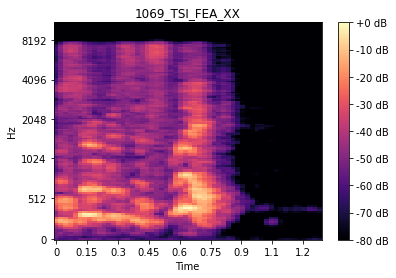 1069_TSI_FEA_XX
8192
4096
2048
1024
512
0
Hz
0 0.15 0.3 0.45 0.6 0.75 0.9 1.1 1.2
Time
+0 dB
-10 dB
-20 dB
-30 dB
-40 dB
-50 dB
-60 dB
-70 dB
-80 dB